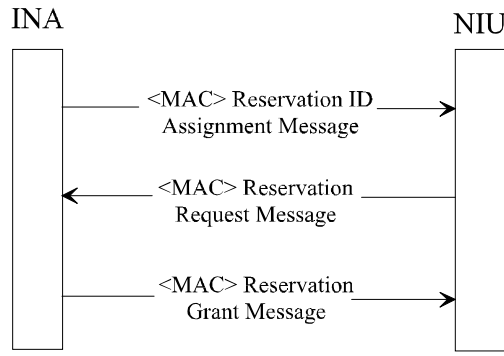 INA
NIU
<MAC> Reservation ID
Assignment Message
<MAC> Reservation
Request Message
<MAC> Reservation
Grant Message